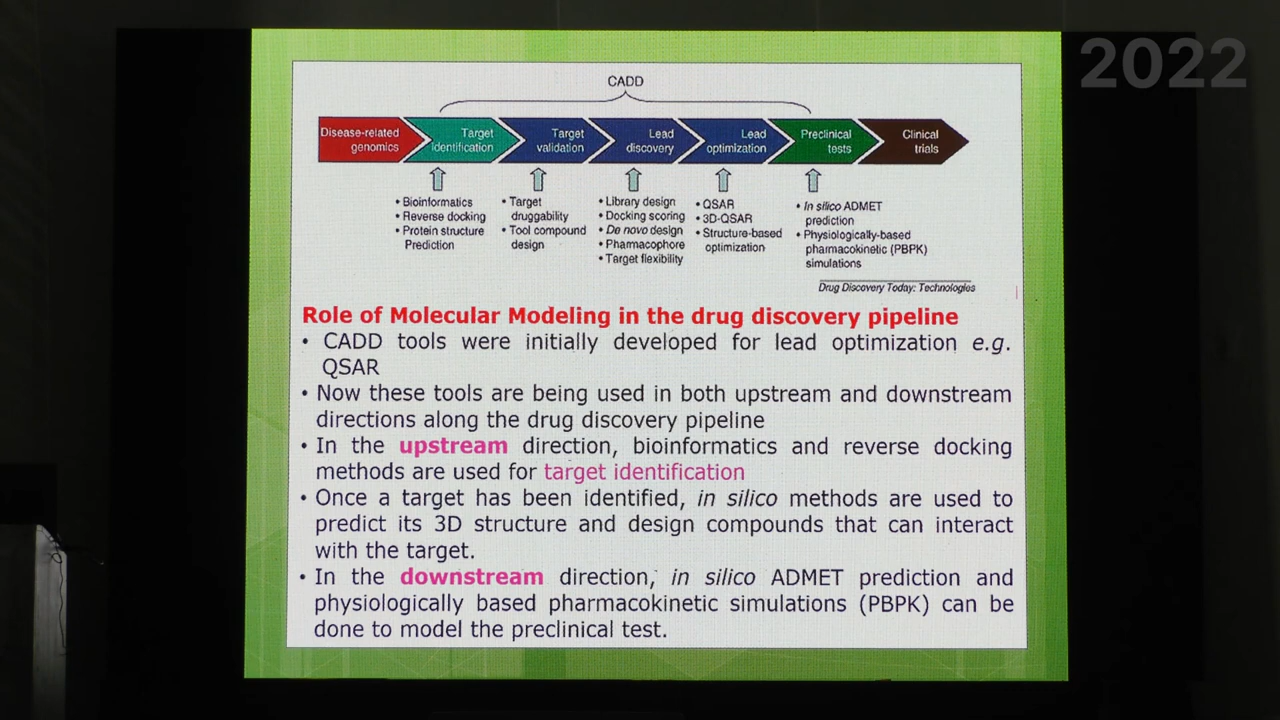 2022
CADD
Disease-related
genomics
Target
identification
Target
validation
Lead
discovery
Lead
optimization
Preclinical
tests
Clinical
trials
• Bioinformatics
• Reverse docking
• Protein structure
Prediction
• Target
druggability
• Tool compound
design
• Library design
• Docking scoring
• De novo design
• Pharmacophore
• Target flexibility
• QSAR
• 3D-QSAR
• Structure-based
optimization
• In silico ADMET
prediction
• Physiologically-based
pharmacokinetic (PBPK)
simulations
Drug Discovery Today: Technologies
Role of Molecular Modeling in the drug discovery pipeline
• CADD tools were initially developed for lead optimization e.g.
QSAR
• Now these tools are being used in both upstream and downstream
directions along the drug discovery pipeline
• In the upstream direction, bioinformatics and reverse docking
methods are used for target identification
• Once a target has been identified, in silico methods are used to
predict its 3D structure and design compounds that can interact
with the target.
• In the downstream direction, in silico ADMET prediction and
physiologically based pharmacokinetic simulations (PBPK) can be
done to model the preclinical test.